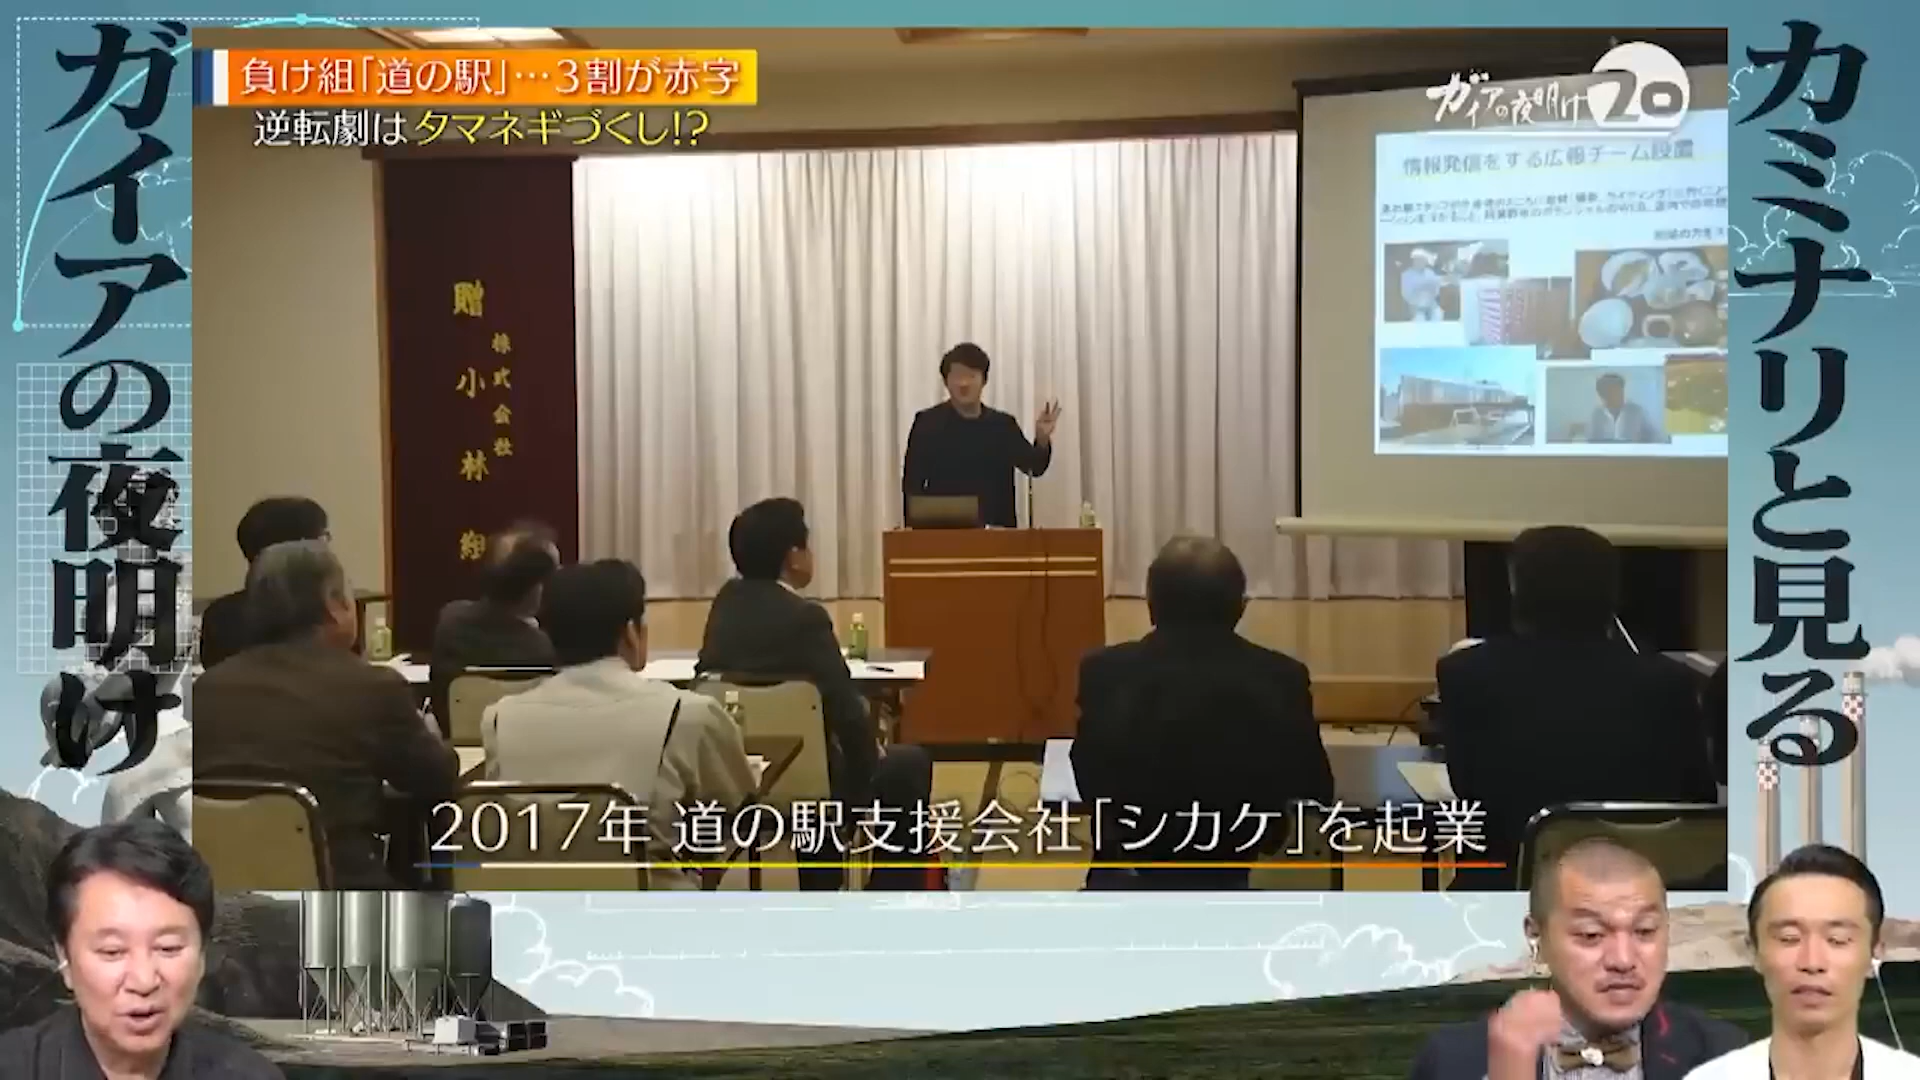 ガイアの夜明け
カミナリと見る
負け組「道の駅」…3割が赤字
逆転劇はタマネギづくし!?
ガイアの夜明け 20
情報発信をする広報チーム設置
贈 株式会社
小林
2017年 道の駅支援会社「シカケ」を起業